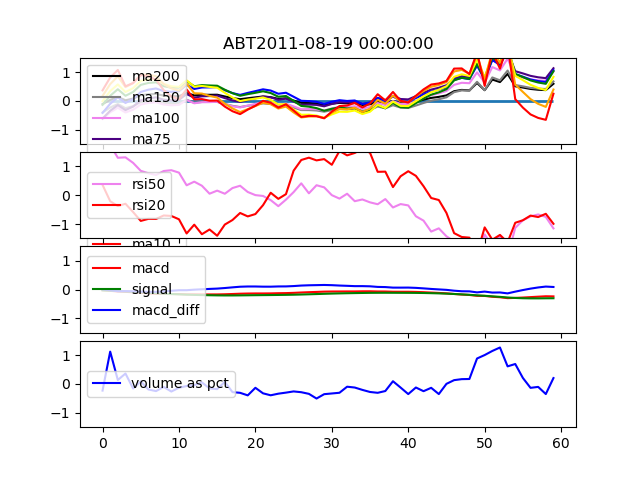 ABT2011-08-19 00:00:00
1
0
−1
ma200
ma150
ma100
ma75
1
0
−1
rsi50
rsi20
ma10
1
0
−1
macd
signal
macd_diff
1
0
−1
volume as pct
0 10 20 30 40 50 60